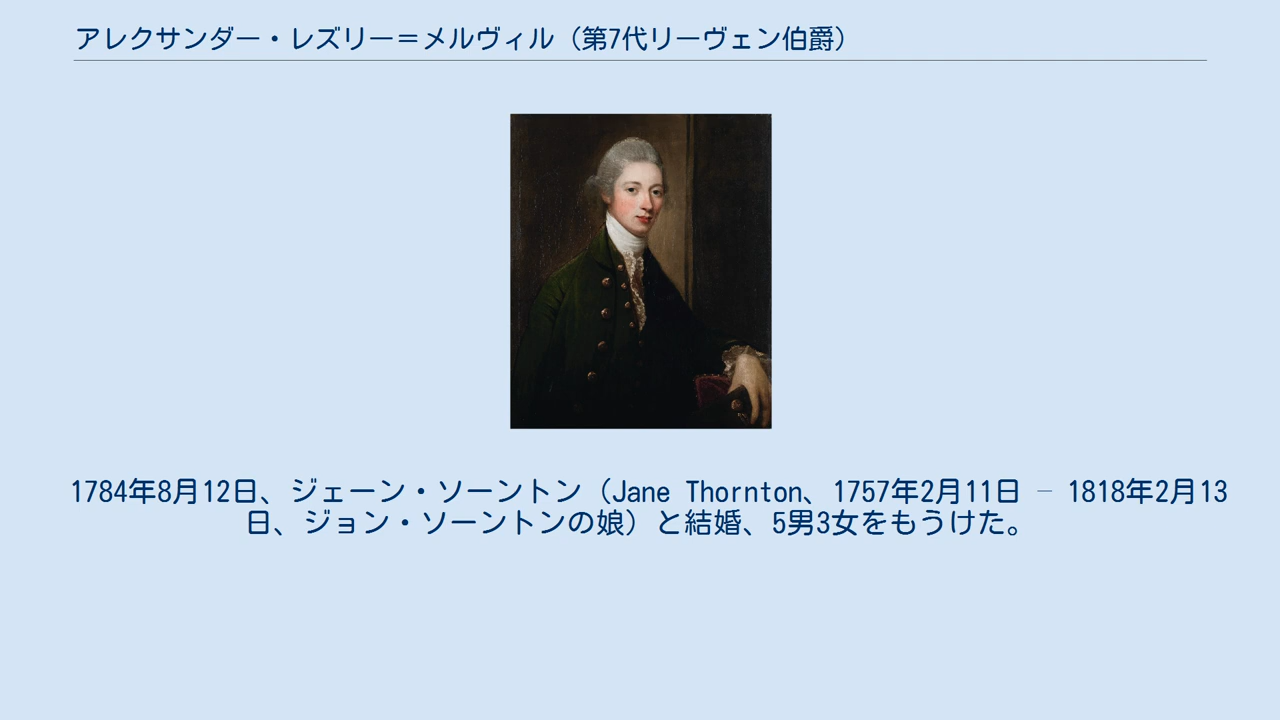 アレクサンダー・レズリー＝メルヴィル（第7代リーヴェン伯爵）
1784年8月12日、ジェーン・ソーントン（Jane Thornton、1757年2月11日 – 1818年2月13
日、ジョン・ソーントンの娘）と結婚、5男3女をもうけた。